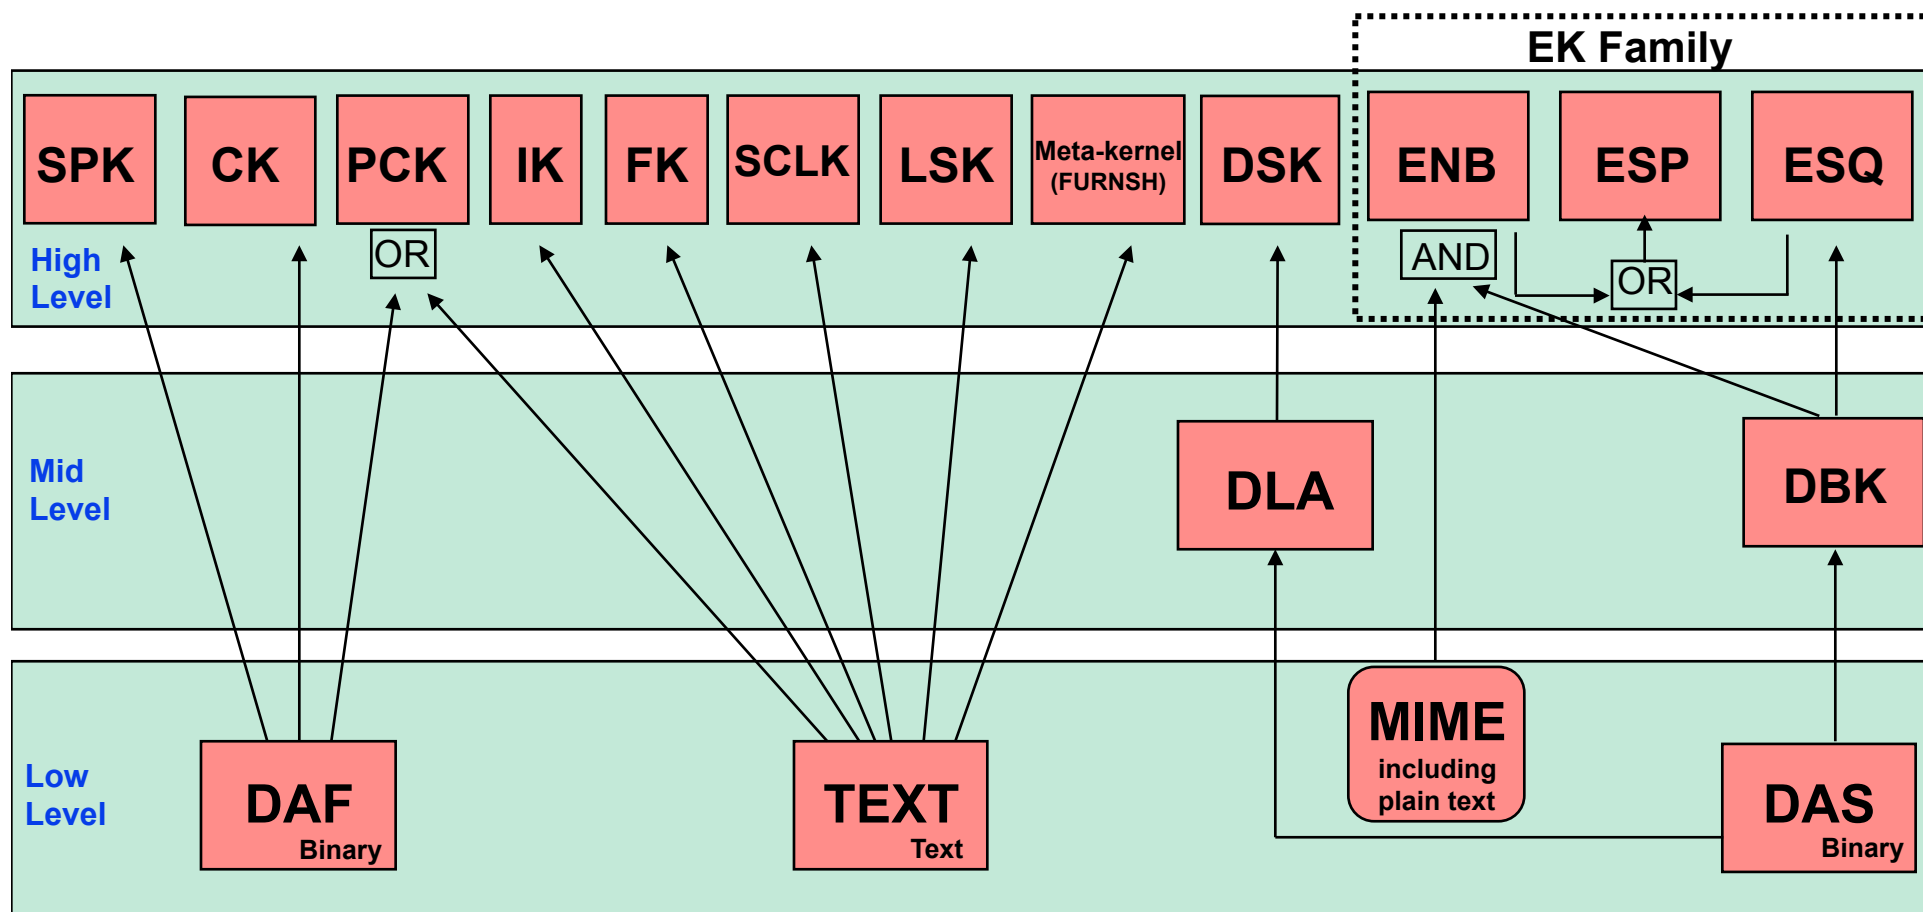 EK Family
SPK
CK
PCK
IK
FK
SCLK
LSK
Meta-kernel
(FURNSH)
DSK
ENB
ESP
ESQ
High
Level
OR
AND
OR
Mid
Level
DLA
DBK
Low
Level
DAF
Binary
TEXT
Text
MIME
including
plain text
DAS
Binary